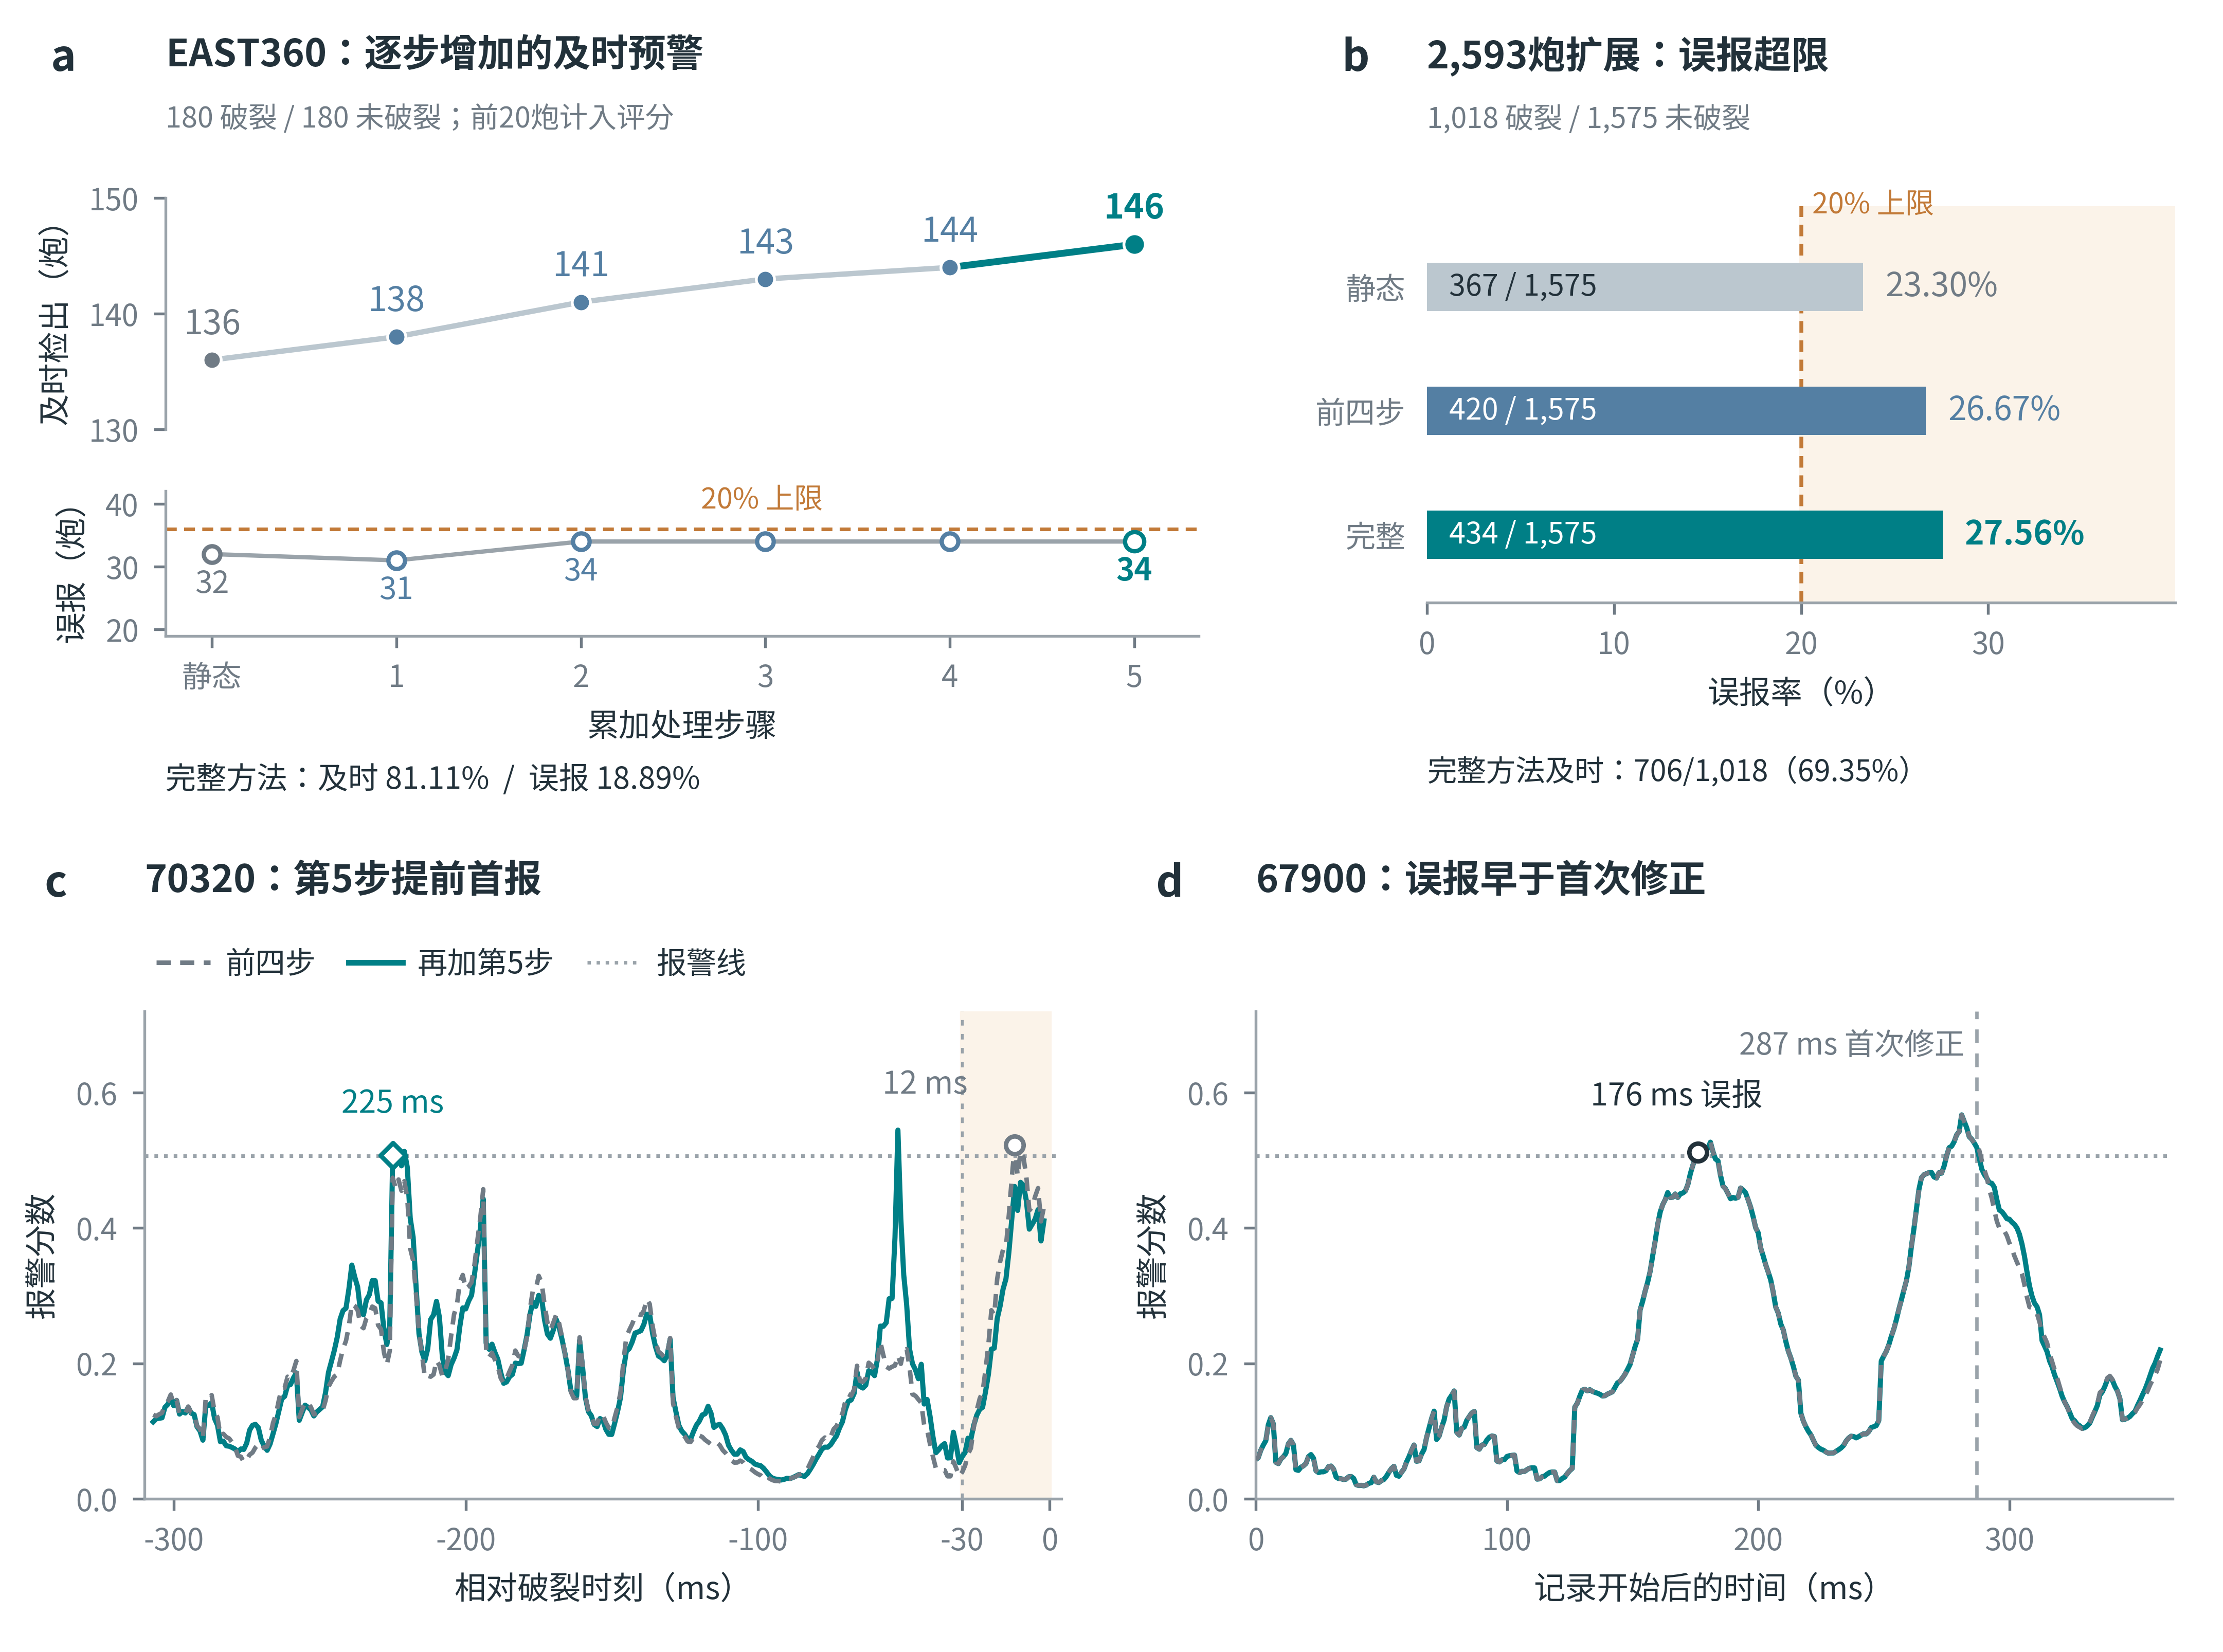 a EAST360：逐步增加的及时预警
180 破裂 / 180 未破裂；前20炮计入评分
及时检出（炮）
150
140
130
136
138
141
143
144
146
误报（炮）
40
30
20
20% 上限
32
31
34
34
静态 1 2 3 4 5
累加处理步骤
完整方法：及时 81.11% / 误报 18.89%
b 2,593炮扩展：误报超限
1,018 破裂 / 1,575 未破裂
20% 上限
静态 367 / 1,575 23.30%
前四步 420 / 1,575 26.67%
完整 434 / 1,575 27.56%
0 10 20 30
误报率（%）
完整方法及时：706/1,018（69.35%）
c 70320：第5步提前首报
前四步 再加第5步 报警线
报警分数
0.6
0.4
0.2
0.0
225 ms
12 ms
-300 -200 -100 -30 0
相对破裂时刻（ms）
d 67900：误报早于首次修正
287 ms 首次修正
176 ms 误报
报警分数
0.6
0.4
0.2
0.0
0 100 200 300
记录开始后的时间（ms）